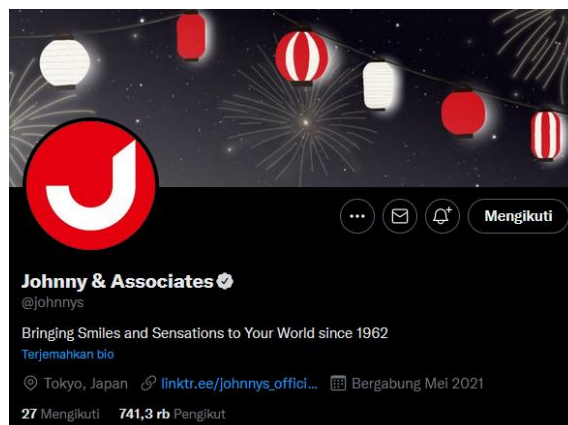 Mengikuti
Johnny & Associates
@johnnys
Bringing Smiles and Sensations to Your World since 1962
Terjemahkan bio
Tokyo, Japan linktr.ee/johnnys_offici... Bergabung Mei 2021
27 Mengikuti 741,3 rb Pengikut